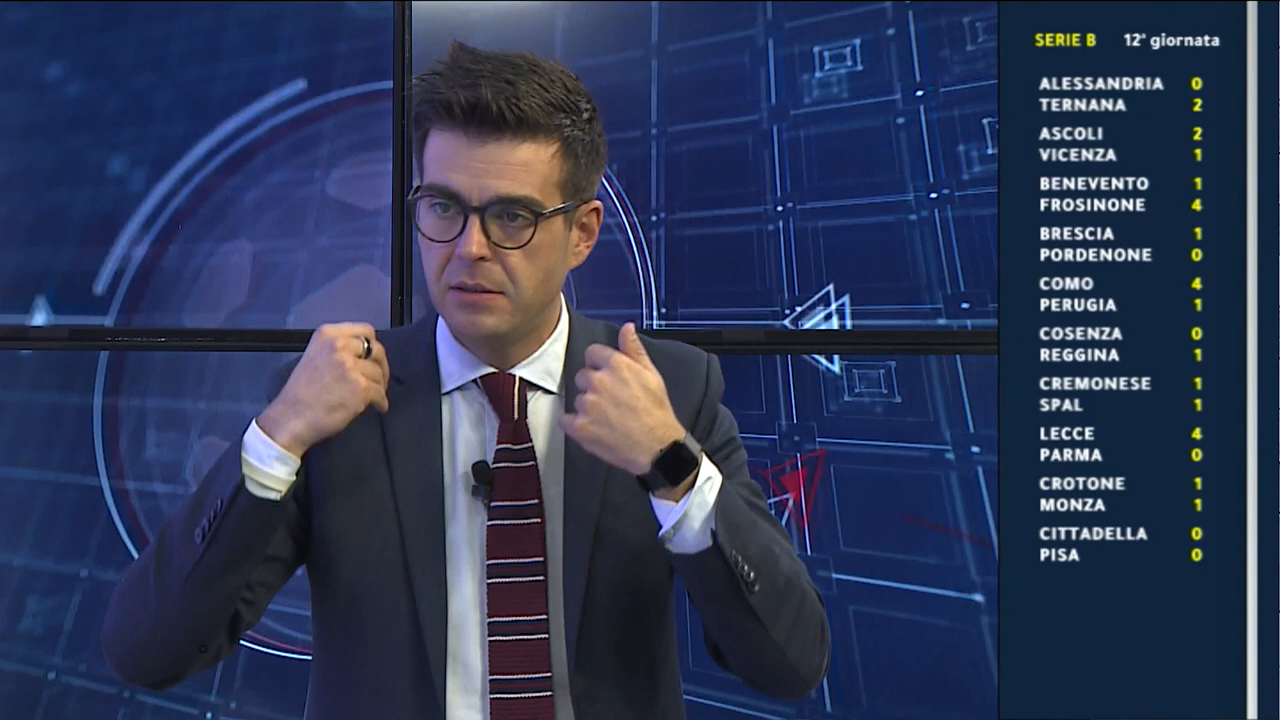 SERIE B 12ª giornata
ALESSANDRIA 0
TERNANA 2
ASCOLI 2
VICENZA 1
BENEVENTO 1
FROSINONE 4
BRESCIA 1
PORDENONE 0
COMO 4
PERUGIA 1
COSENZA 0
REGGINA 1
CREMONESE 1
SPAL 1
LECCE 4
PARMA 0
CROTONE 1
MONZA 1
CITTADELLA 0
PISA 0